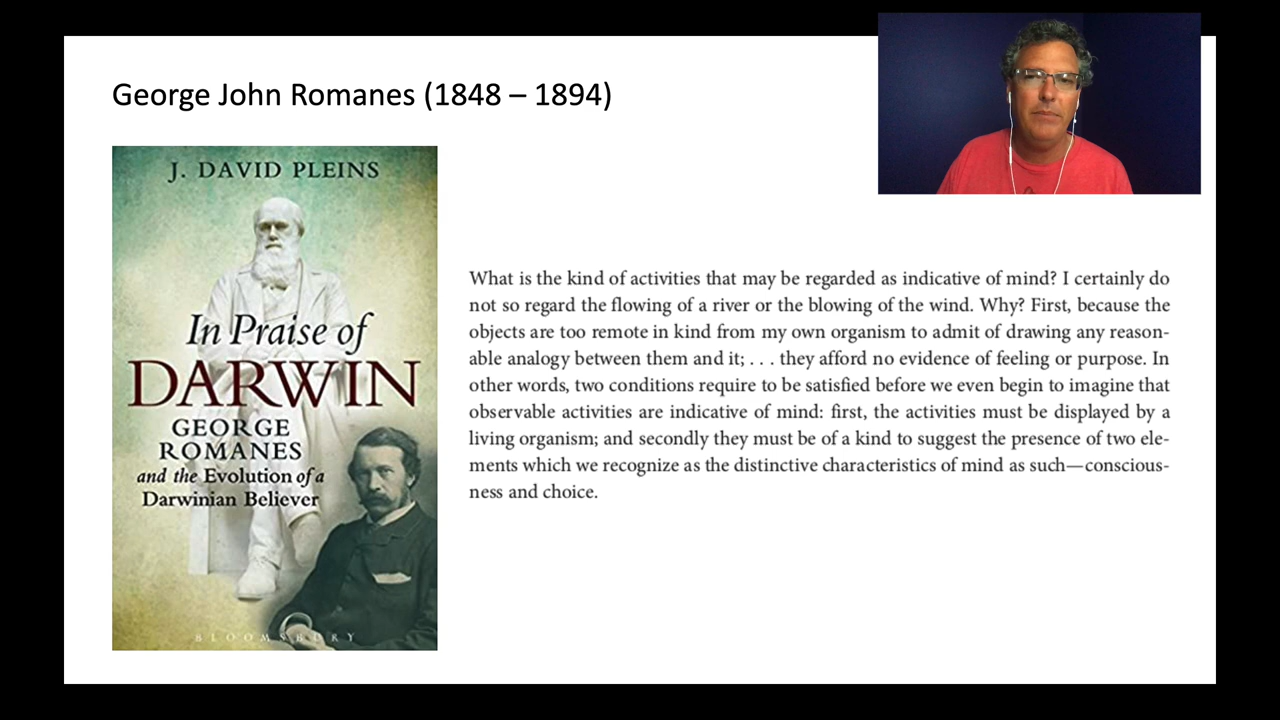 George John Romanes (1848 – 1894)
J. DAVID PLEINS
In Praise of
DARWIN
GEORGE
ROMANES
and the Evolution of a
Darwinian Believer
BLOOMSBURY
What is the kind of activities that may be regarded as indicative of mind? I certainly do
not so regard the flowing of a river or the blowing of the wind. Why? First, because the
objects are too remote in kind from my own organism to admit of drawing any reason-
able analogy between them and it; . . . they afford no evidence of feeling or purpose. In
other words, two conditions require to be satisfied before we even begin to imagine that
observable activities are indicative of mind: first, the activities must be displayed by a
living organism; and secondly they must be of a kind to suggest the presence of two ele-
ments which we recognize as the distinctive characteristics of mind as such—conscious-
ness and choice.